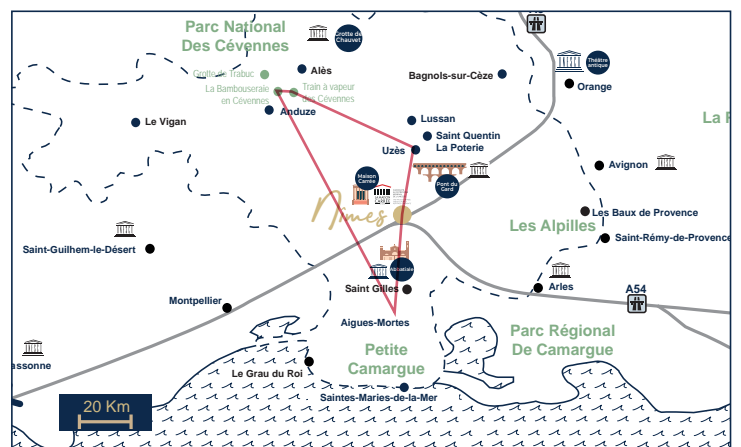 Parc National
Des Cévennes
Grotte de
Chauvet
Grotte de Trabuc
Alès
La Bambouseraie
en Cévennes
Train à vapeur
des Cévennes
Anduze
Le Vigan
Bagnols-sur-Cèze
Théâtre
antique
Orange
La
Lussan
Saint Quentin
La Poterie
Uzès
Avignon
Maison
Carrée
Pont du
Gard
Nîmes
Les Baux de Provence
Les Alpilles
Saint-Rémy-de-Provence
Saint-Guilhem-le-Désert
Abbatiale
Saint Gilles
Arles
A54
Montpellier
Aigues-Mortes
Parc Régional
De Camargue
Petite
Camargue
assonne
Le Grau du Roi
Saintes-Maries-de-la-Mer
20 Km